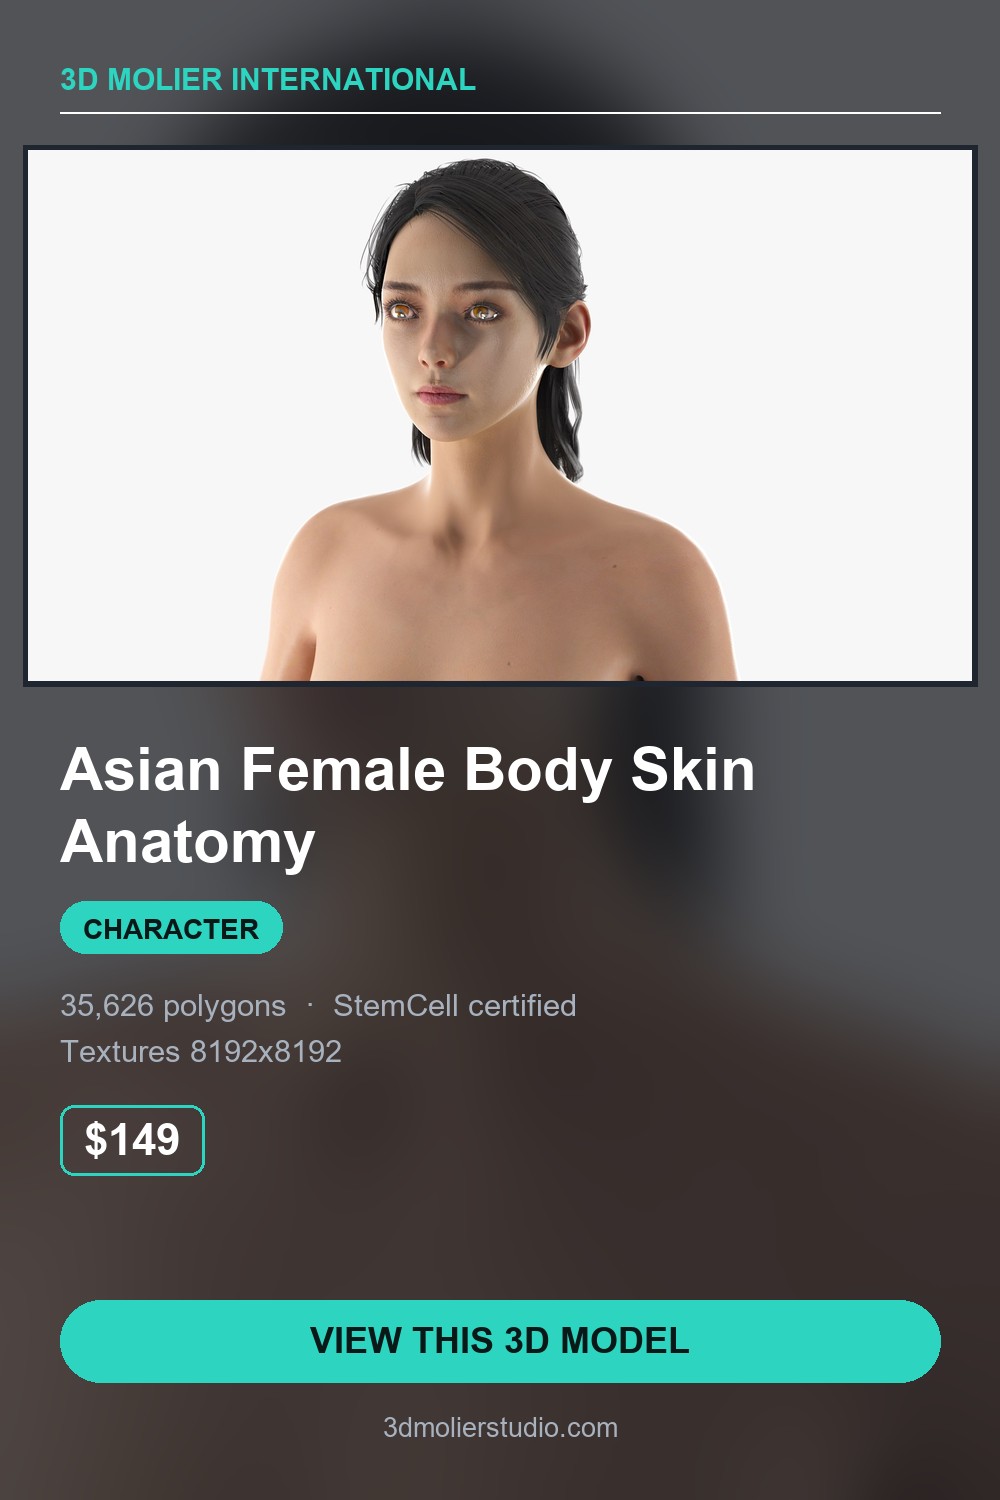 3D MOLIER INTERNATIONAL
Asian Female Body Skin
Anatomy
CHARACTER
35,626 polygons · StemCell certified
Textures 8192x8192
$149
VIEW THIS 3D MODEL
3dmolierstudio.com